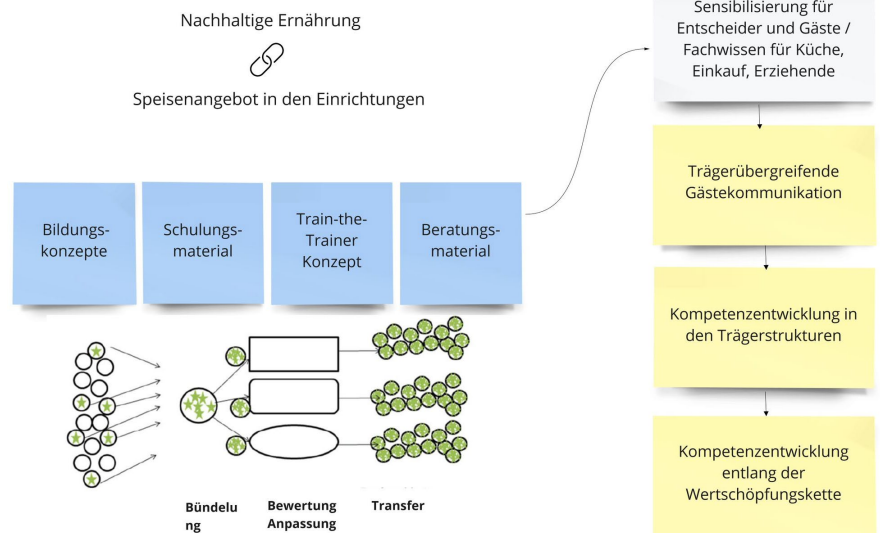 Nachhaltige Ernährung
Speisenangebot in den Einrichtungen
Bildungs-
konzepte
Schulungs-
material
Train-the-
Trainer
Konzept
Beratungs-
material
Bündelu
ng
Bewertung
Anpassung
Transfer
Sensibilisierung für
Entscheider und Gäste /
Fachwissen für Küche,
Einkauf, Erziehende
Trägerübergreifende
Gästekommunikation
Kompetenzentwicklung in
den Trägerstrukturen
Kompetenzentwicklung
entlang der
Wertschöpfungskette